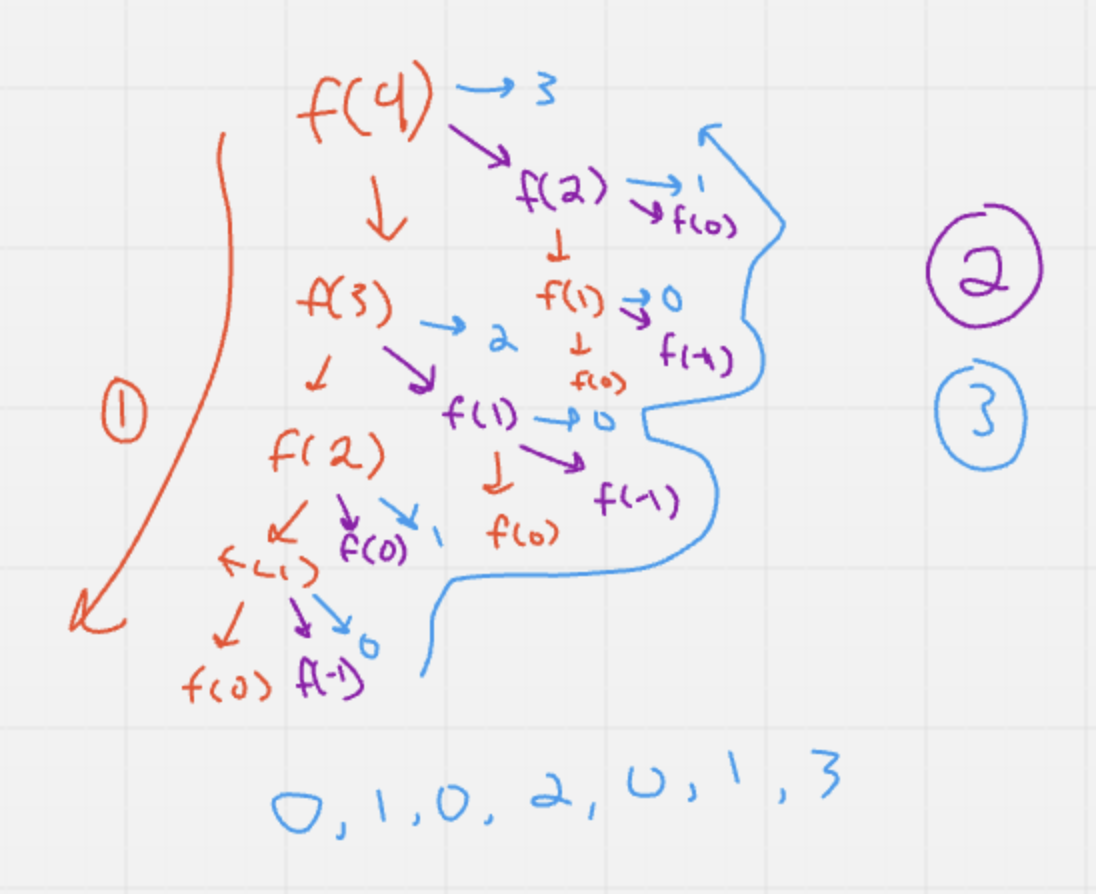 f(4) → 3
f(2) → 1
f(0)
f(3) → 2
f(1) → 0
f(-1)
f(0)
①
②
③
f(1) → 0
f(2)
f(-1)
f(0)
f(0)
1
f(1)
0
f(0)
f(-1)
0, 1, 0, 2, 0, 1, 3